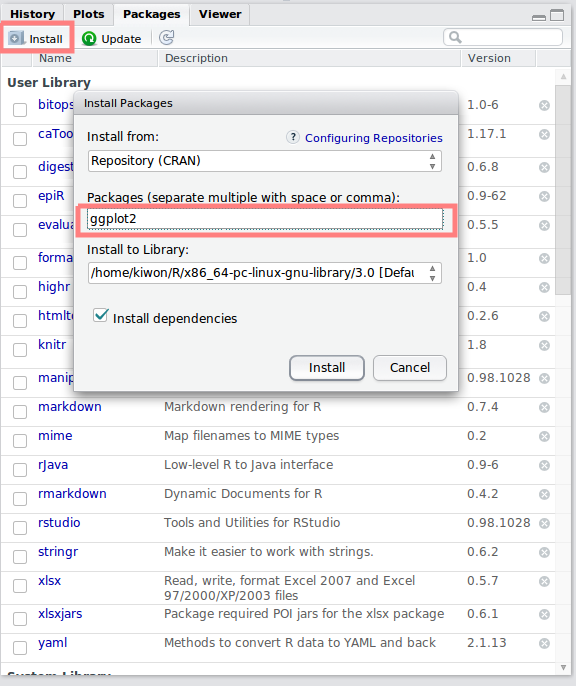 History Plots Packages Viewer
Install Update
Name Description Version
User Library
bitops 1.0-6
Install Packages
caToo 1.17.1
Install from: ? Configuring Repositories
Repository (CRAN)
digest 0.6.8
epiR 0.9-62
Packages (separate multiple with space or comma):
ggplot2
evalua 0.5.5
Install to Library:
forma 1.0
/home/kiwon/R/x86_64-pc-linux-gnu-library/3.0 [Defau
highr 0.4
htmlto 0.2.6
Install dependencies
knitr 1.8
Install Cancel
manip 0.98.1028
markdown Markdown rendering for R 0.7.4
mime Map filenames to MIME types 0.2
rJava Low-level R to Java interface 0.9-6
rmarkdown Dynamic Documents for R 0.4.2
rstudio Tools and Utilities for RStudio 0.98.1028
stringr Make it easier to work with strings. 0.6.2
xlsx Read, write, format Excel 2007 and Excel 0.5.7
97/2000/XP/2003 files
xlsxjars Package required POI jars for the xlsx package 0.6.1
yaml Methods to convert R data to YAML and back 2.1.13
System Library